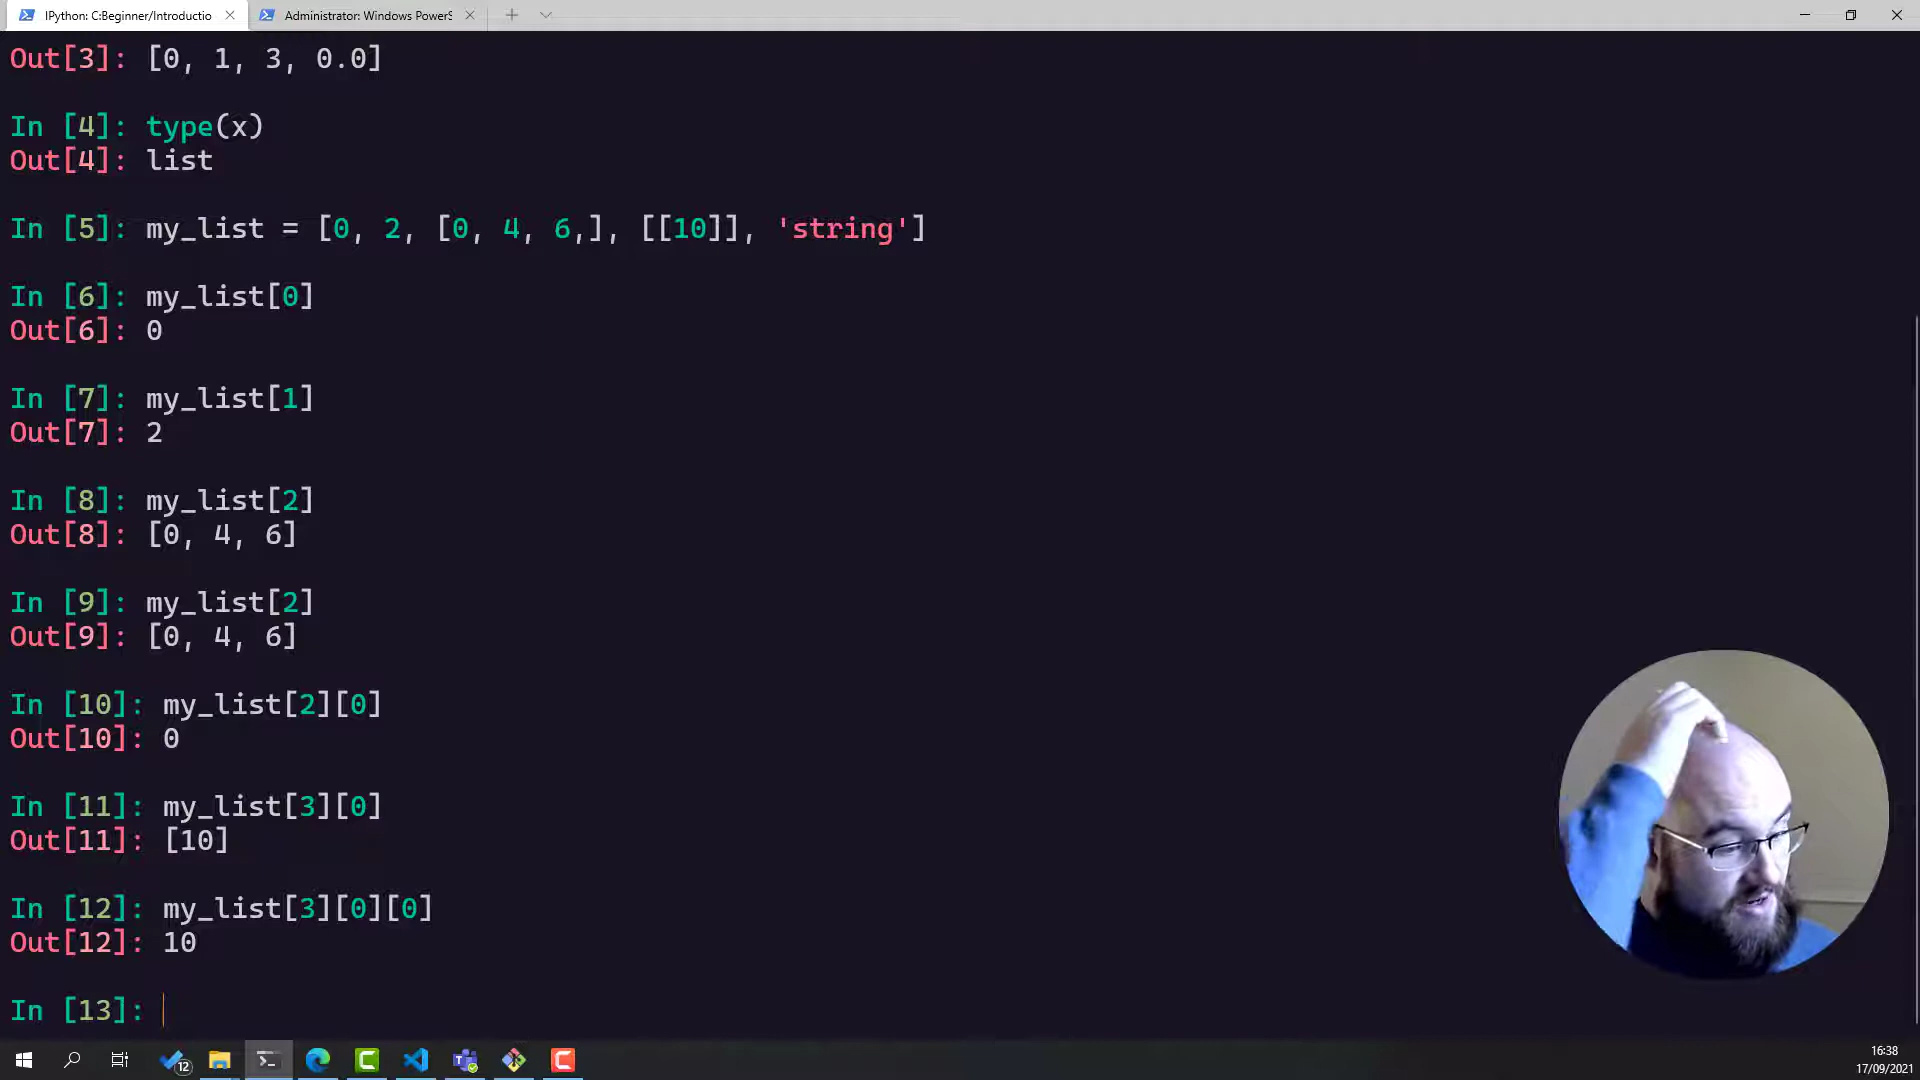 IPython: C:Beginner/Introductio
Administrator: Windows PowerS
Out[3]: [0, 1, 3, 0.0]
In [4]: type(x)
Out[4]: list
In [5]: my_list = [0, 2, [0, 4, 6,], [[10]], 'string']
In [6]: my_list[0]
Out[6]: 0
In [7]: my_list[1]
Out[7]: 2
In [8]: my_list[2]
Out[8]: [0, 4, 6]
In [9]: my_list[2]
Out[9]: [0, 4, 6]
In [10]: my_list[2][0]
Out[10]: 0
In [11]: my_list[3][0]
Out[11]: [10]
In [12]: my_list[3][0][0]
Out[12]: 10
In [13]:
12
16:38
17/09/2021